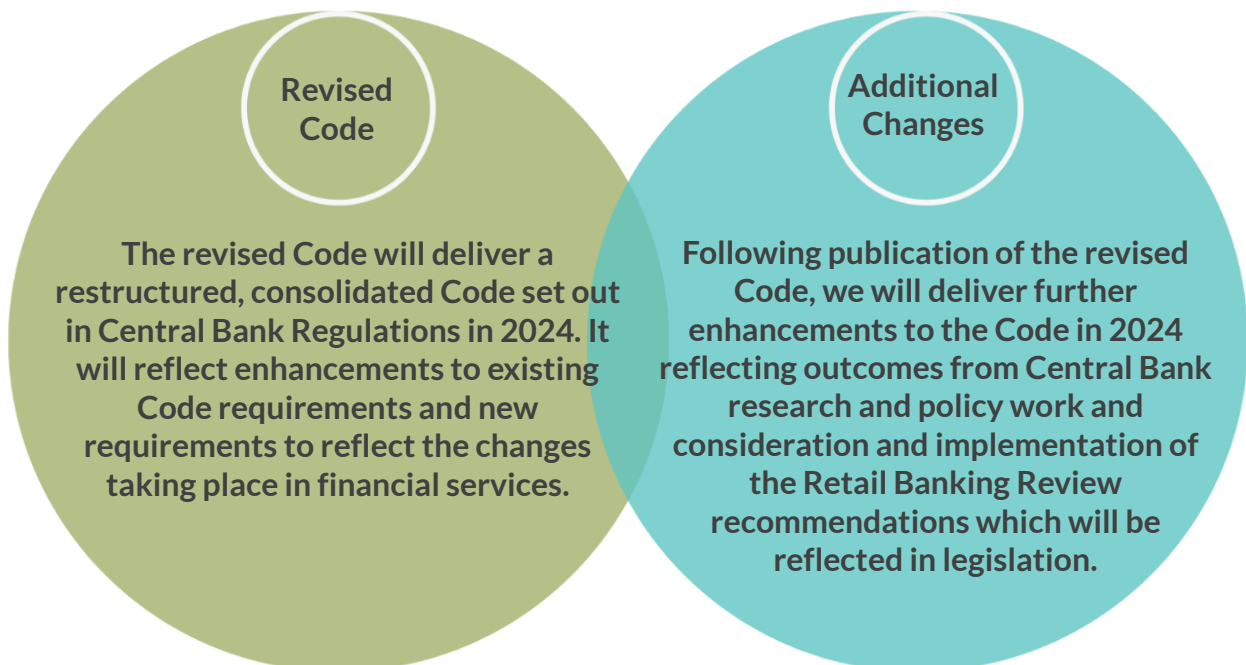 Revised
Code
The revised Code will deliver a
restructured, consolidated Code set out
in Central Bank Regulations in 2024. It
will reflect enhancements to existing
Code requirements and new
requirements to reflect the changes
taking place in financial services.
Additional
Changes
Following publication of the revised
Code, we will deliver further
enhancements to the Code in 2024
reflecting outcomes from Central Bank
research and policy work and
consideration and implementation of
the Retail Banking Review
recommendations which will be
reflected in legislation.